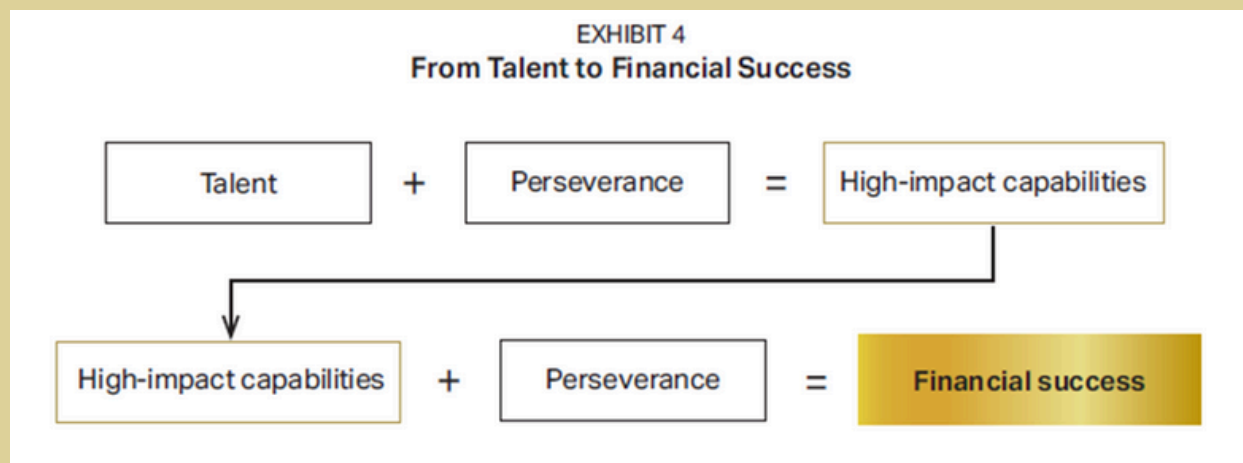 EXHIBIT 4
From Talent to Financial Success
Talent + Perseverance = High-impact capabilities
High-impact capabilities + Perseverance = Financial success